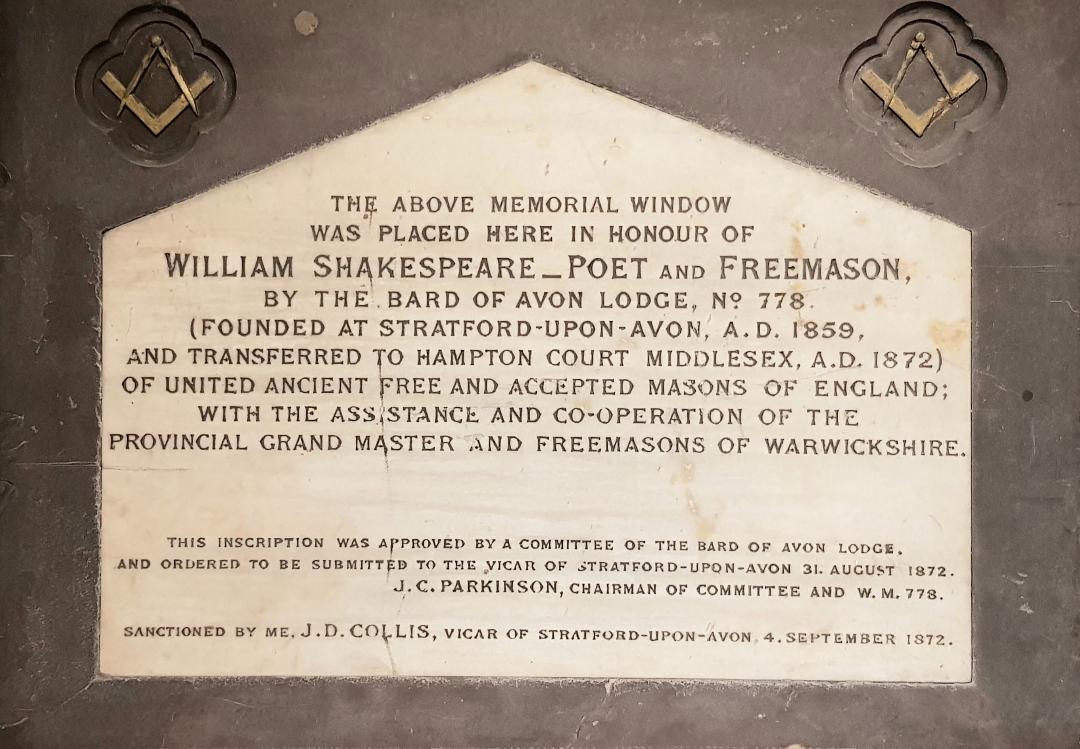 THE ABOVE MEMORIAL WINDOW
WAS PLACED HERE IN HONOUR OF
WILLIAM SHAKESPEARE_POET AND FREEMASON,
BY THE BARD OF AVON LODGE, Nº 778.
(FOUNDED AT STRATFORD-UPON-AVON, A.D. 1859,
AND TRANSFERRED TO HAMPTON COURT MIDDLESEX, A.D. 1872)
OF UNITED ANCIENT FREE AND ACCEPTED MASONS OF ENGLAND;
WITH THE ASSISTANCE AND CO-OPERATION OF THE
PROVINCIAL GRAND MASTER AND FREEMASONS OF WARWICKSHIRE.
THIS INSCRIPTION WAS APPROVED BY A COMMITTEE OF THE BARD OF AVON LODGE,
AND ORDERED TO BE SUBMITTED TO THE VICAR OF STRATFORD-UPON-AVON 31. AUGUST 1872.
J.C. PARKINSON, CHAIRMAN OF COMMITTEE AND W.M. 778.
SANCTIONED BY ME, J.D. COLLIS, VICAR OF STRATFORD-UPON-AVON 4. SEPTEMBER 1872.